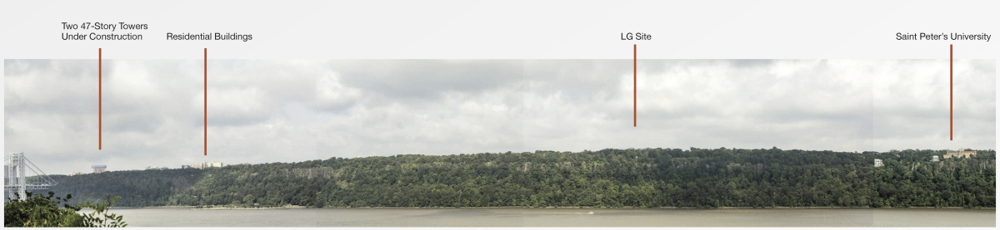 Two 47-Story Towers
Under Construction
Residential Buildings
LG Site
Saint Peter's University